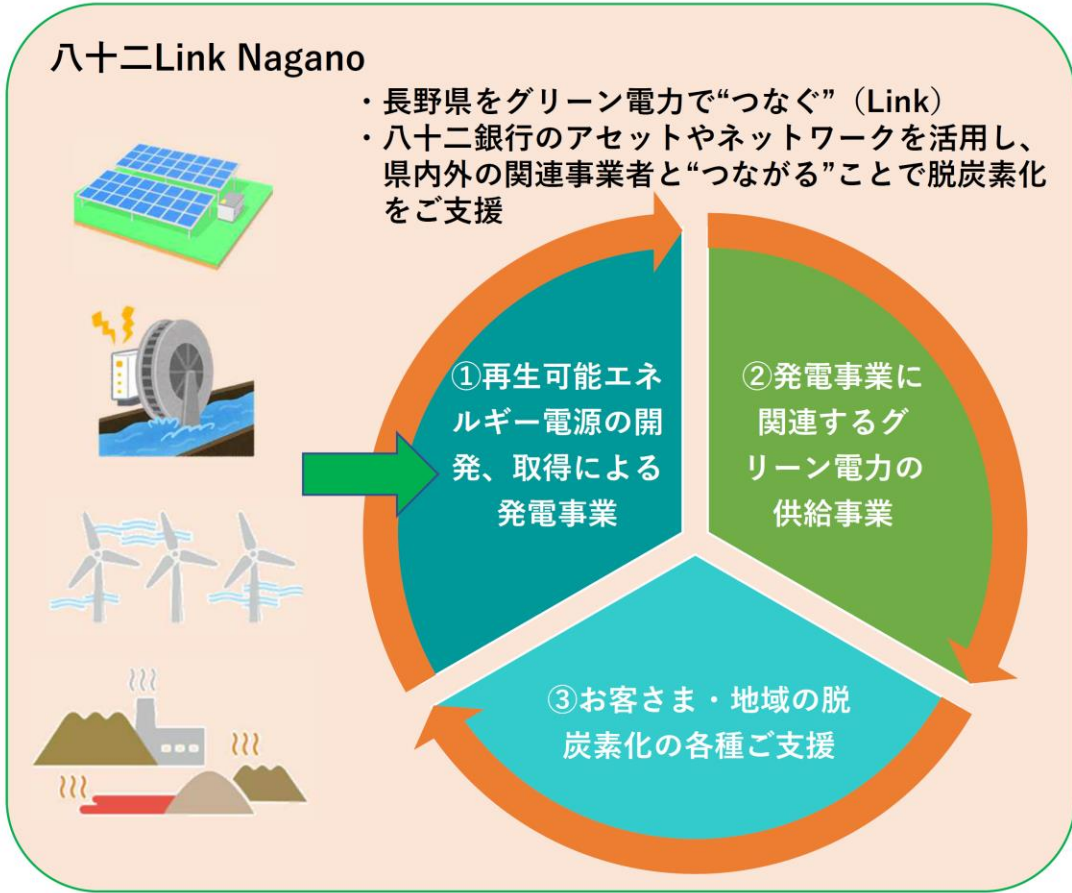 八十二Link Nagano
・長野県をグリーン電力で“つなぐ”（Link）
・八十二銀行のアセットやネットワークを活用し、
県内外の関連事業者と“つながる”ことで脱炭素化
をご支援
①再生可能エネ
ルギー電源の開
発、取得による
発電事業
②発電事業に
関連するグ
リーン電力の
供給事業
③お客さま・地域の脱
炭素化の各種ご支援